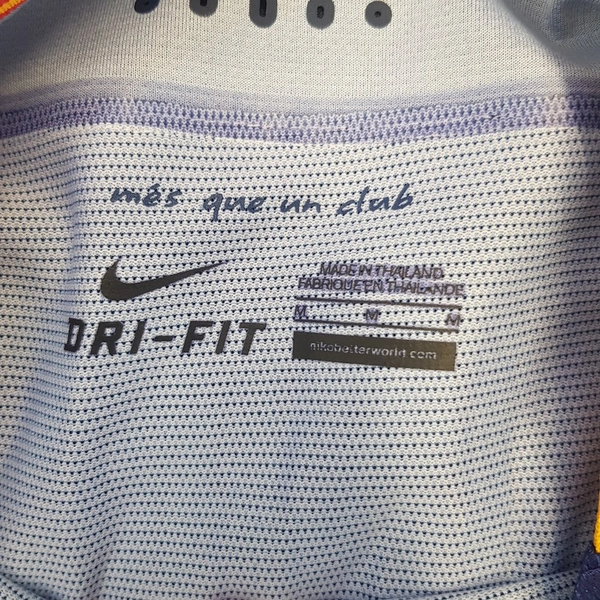 més que un club
DRI-FIT
MADE IN THAILAND
FABRIQUE EN THAILANDE
M M M
nikebetterworld.com